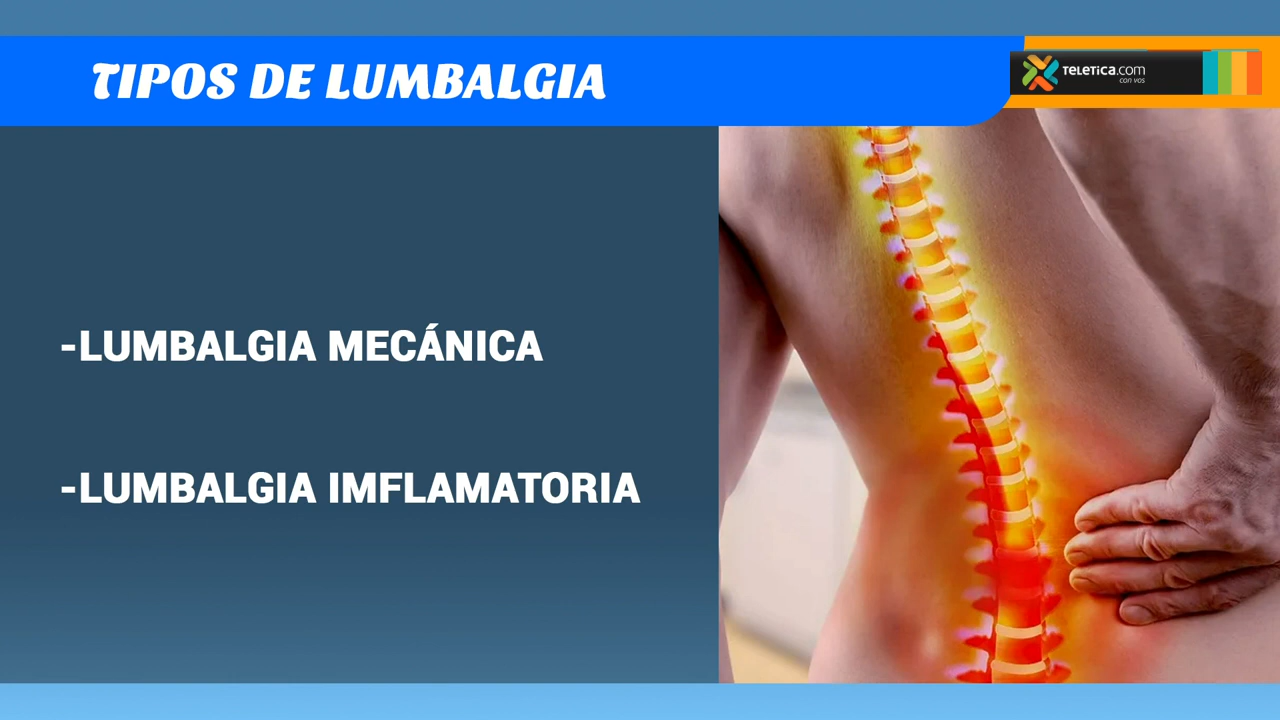 TIPOS DE LUMBALGIA
TELETICA.com
con vos
-LUMBALGIA MECÁNICA
-LUMBALGIA IMFLAMATORIA